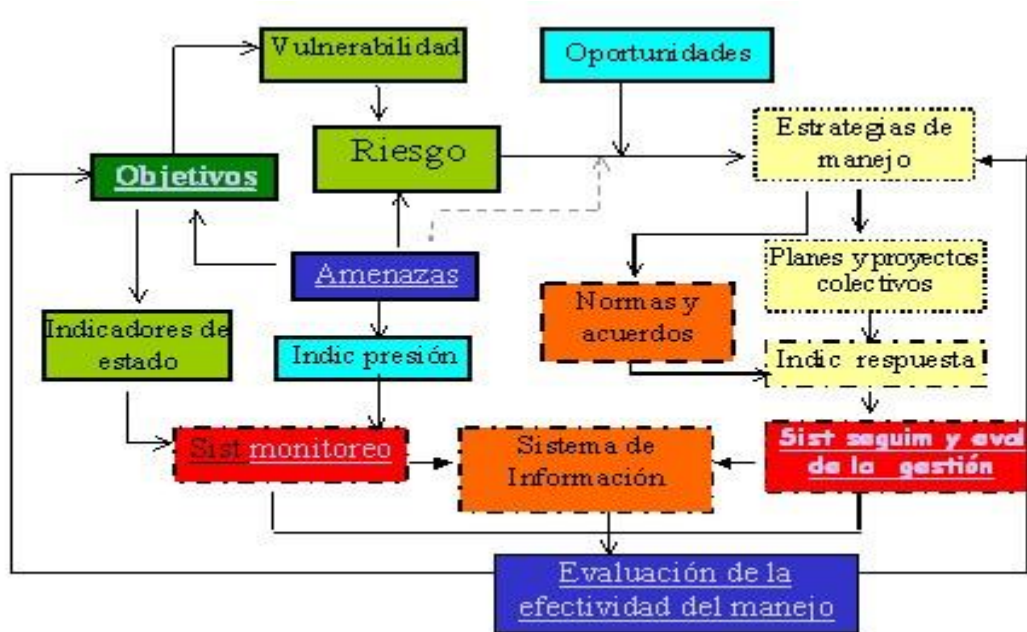 Vulnerabilidad
Oportunidades
Estrategias de
manejo
Riesgo
Objetivos
Amenazas
Planes y proyectos
colectivos
Normas y
acuerdos
Indicadores de
estado
Indic presión
Indic respuesta
Sist monitoreo
Sistema de
Información
Sist seguim y eval
de la gestión
Evaluación de la
efectividad del manejo